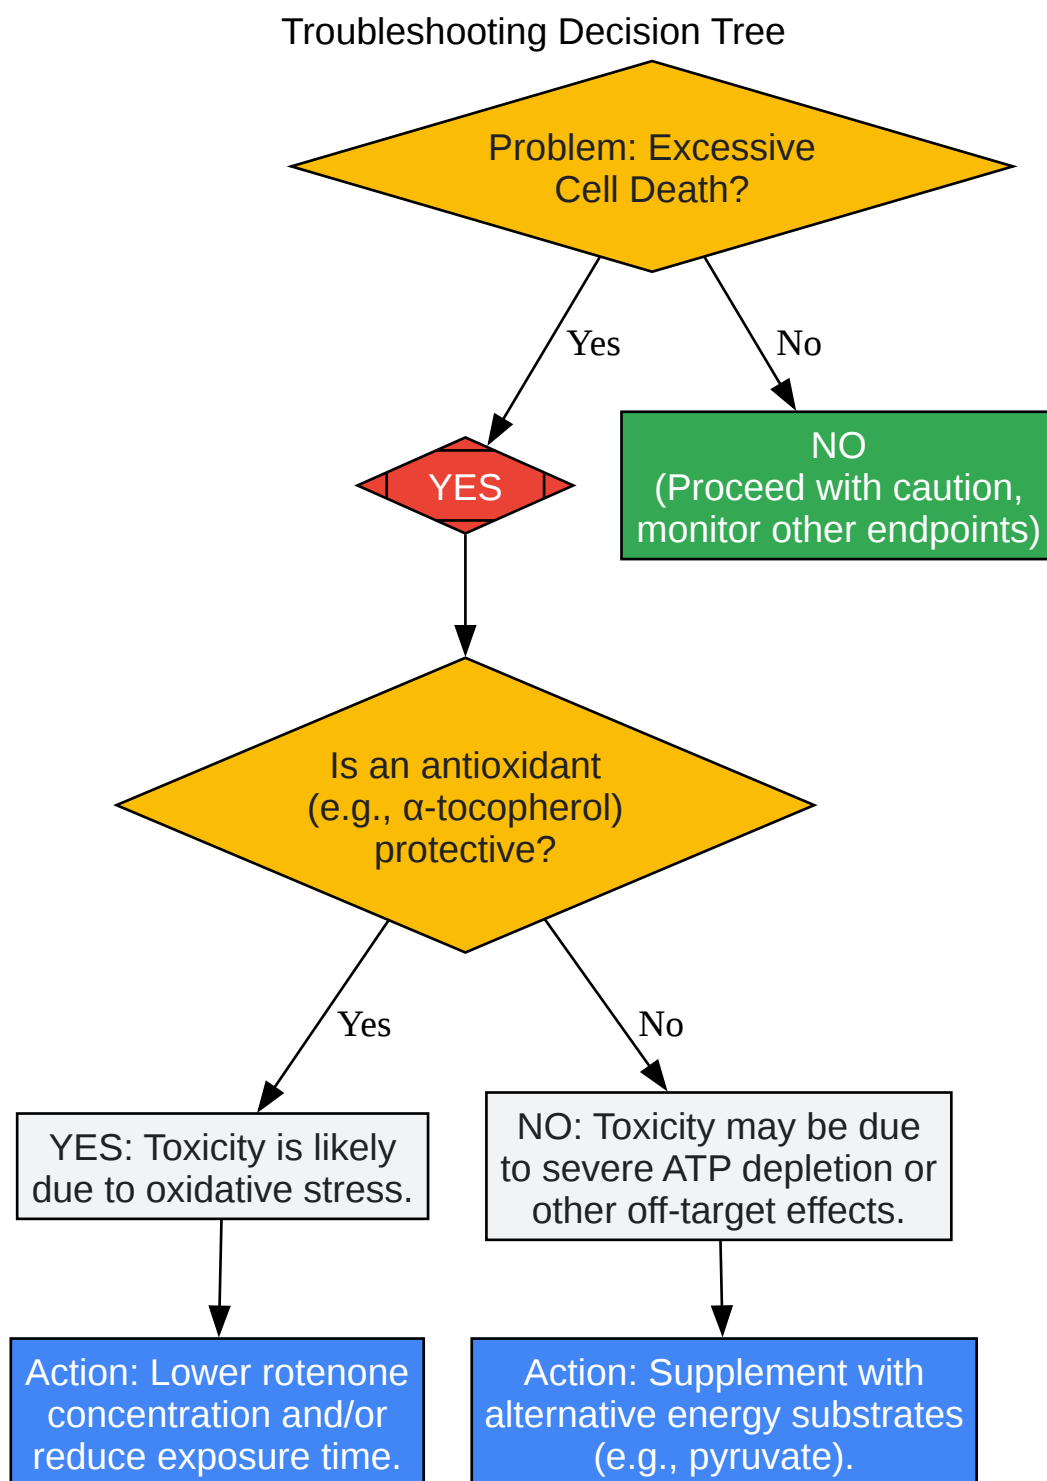 Troubleshooting Decision Tree
Problem: Excessive
Cell Death?
Yes
No
YES
NO
(Proceed with caution,
monitor other endpoints)
Is an antioxidant
(e.g., α-tocopherol)
protective?
Yes
No
YES: Toxicity is likely
due to oxidative stress.
NO: Toxicity may be due
to severe ATP depletion or
other off-target effects.
Action: Lower rotenone
concentration and/or
reduce exposure time.
Action: Supplement with
alternative energy substrates
(e.g., pyruvate).